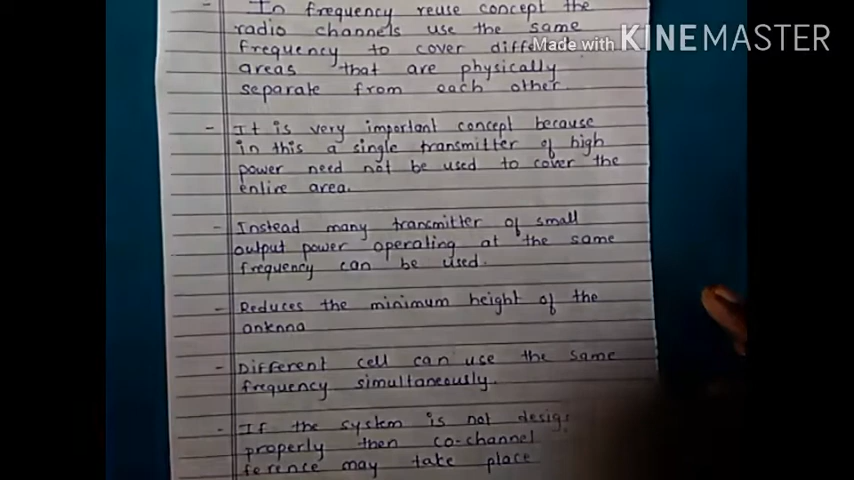 - In frequency reuse concept the
radio channels use the same
frequency to cover
areas that are physically
separate from each other.
- It is very important concept because
in this a single transmitter of high
power need not be used to cover the
entire area.
- Instead many transmitter of small
output power operating at the same
frequency can be used.
- Reduces the minimum height of the
antenna
- Different cell can use the same
frequency simultaneously.
- If the system is not desig
properly then co-channel
ference may take place
Made with KINEMASTER